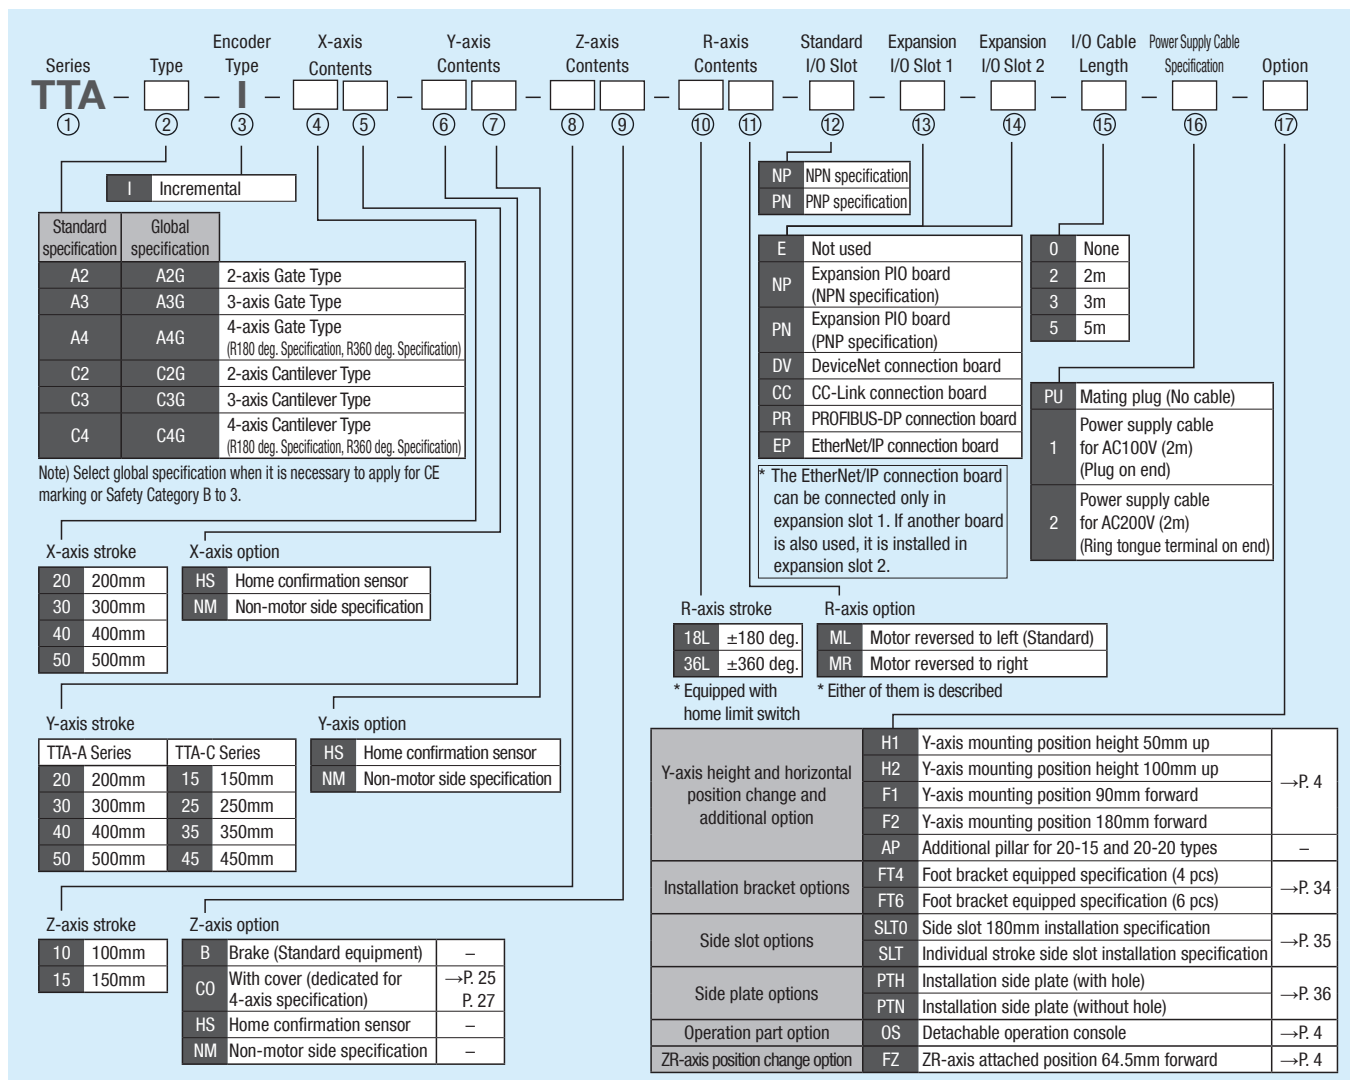 Series
TTA
①
Type
②
Encoder
Type
I
③
X-axis
Contents
④ ⑤
Y-axis
Contents
⑥ ⑦
Z-axis
Contents
⑧ ⑨
R-axis
Contents
⑩ ⑪
Standard
I/O Slot
⑫
Expansion
I/O Slot 1
⑬
Expansion
I/O Slot 2
⑭
I/O Cable
Length
⑮
Power Supply Cable
Specification
⑯
Option
⑰
I Incremental
Standard specification Global specification
A2 A2G 2-axis Gate Type
A3 A3G 3-axis Gate Type
A4 A4G 4-axis Gate Type
(R180 deg. Specification, R360 deg. Specification)
C2 C2G 2-axis Cantilever Type
C3 C3G 3-axis Cantilever Type
C4 C4G 4-axis Cantilever Type
(R180 deg. Specification, R360 deg. Specification)
Note) Select global specification when it is necessary to apply for CE
marking or Safety Category B to 3.
NP NPN specification
PN PNP specification
E Not used
NP Expansion PIO board
(NPN specification)
PN Expansion PIO board
(PNP specification)
DV DeviceNet connection board
CC CC-Link connection board
PR PROFIBUS-DP connection board
EP EtherNet/IP connection board
* The EtherNet/IP connection board
can be connected only in
expansion slot 1. If another board
is also used, it is installed in
expansion slot 2.
0 None
2 2m
3 3m
5 5m
PU Mating plug (No cable)
1 Power supply cable
for AC100V (2m)
(Plug on end)
2 Power supply cable
for AC200V (2m)
(Ring tongue terminal on end)
X-axis stroke
20 200mm
30 300mm
40 400mm
50 500mm
X-axis option
HS Home confirmation sensor
NM Non-motor side specification
R-axis stroke
18L ±180 deg.
36L ±360 deg.
* Equipped with
home limit switch
R-axis option
ML Motor reversed to left (Standard)
MR Motor reversed to right
* Either of them is described
Y-axis stroke
TTA-A Series TTA-C Series
20 200mm 15 150mm
30 300mm 25 250mm
40 400mm 35 350mm
50 500mm 45 450mm
Y-axis option
HS Home confirmation sensor
NM Non-motor side specification
Z-axis stroke
10 100mm
15 150mm
Z-axis option
B Brake (Standard equipment) –
CO With cover (dedicated for
4-axis specification) →P. 25
P. 27
HS Home confirmation sensor –
NM Non-motor side specification –
Y-axis height and horizontal
position change and
additional option
H1 Y-axis mounting position height 50mm up
H2 Y-axis mounting position height 100mm up
F1 Y-axis mounting position 90mm forward
F2 Y-axis mounting position 180mm forward
→P. 4
AP Additional pillar for 20-15 and 20-20 types –
Installation bracket options
FT4 Foot bracket equipped specification (4 pcs)
FT6 Foot bracket equipped specification (6 pcs)
→P. 34
Side slot options
SLT0 Side slot 180mm installation specification
SLT Individual stroke side slot installation specification
→P. 35
Side plate options
PTH Installation side plate (with hole)
PTN Installation side plate (without hole)
→P. 36
Operation part option OS Detachable operation console →P. 4
ZR-axis position change option FZ ZR-axis attached position 64.5mm forward →P. 4